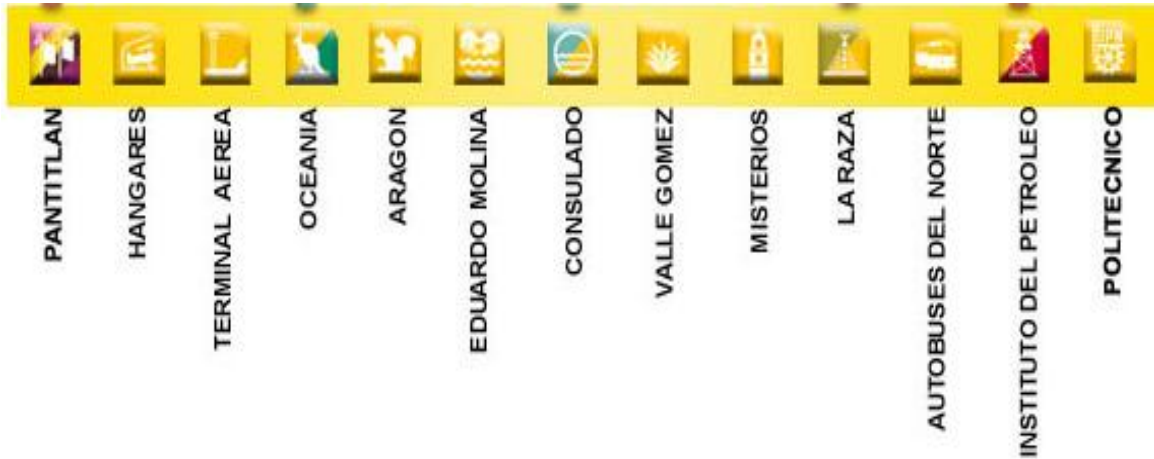 PANTITLAN
HANGARES
TERMINAL AEREA
OCEANIA
ARAGON
EDUARDO MOLINA
CONSULADO
VALLE GOMEZ
MISTERIOS
LA RAZA
AUTOBUSES DEL NORTE
INSTITUTO DEL PETROLEO
POLITECNICO